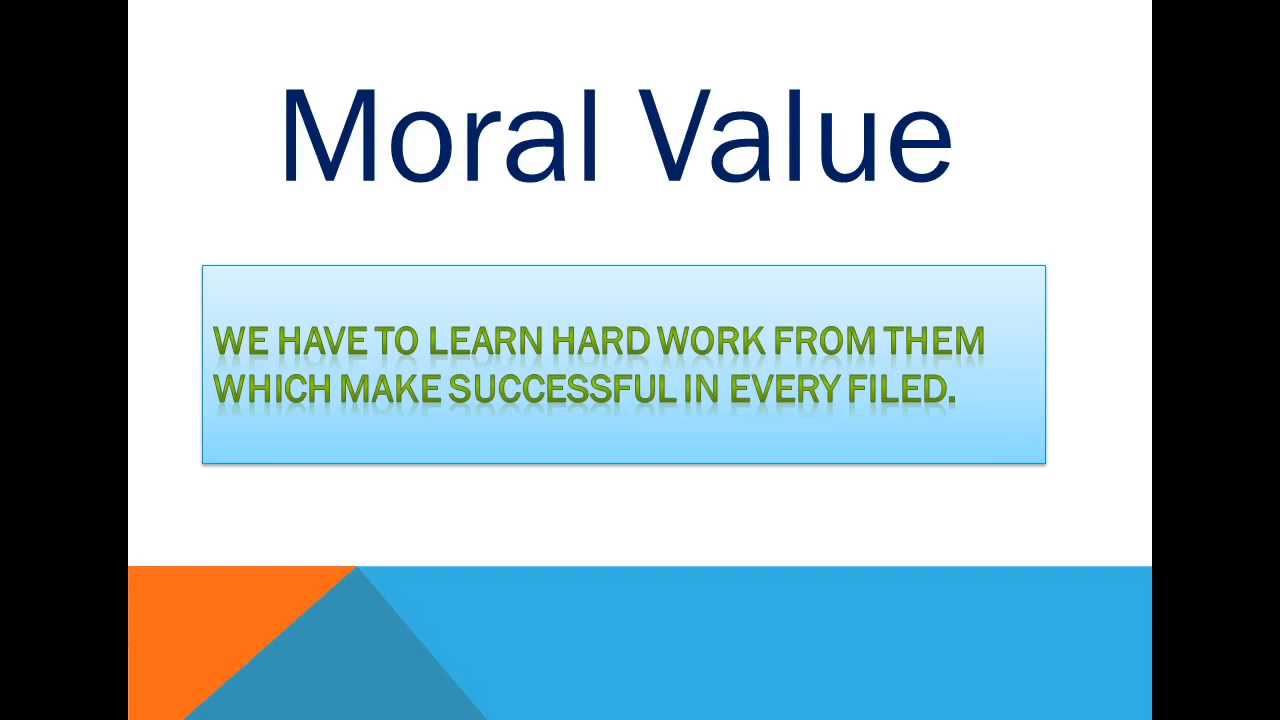 Moral Value
WE HAVE TO LEARN HARD WORK FROM THEM
WHICH MAKE SUCCESSFUL IN EVERY FILED.